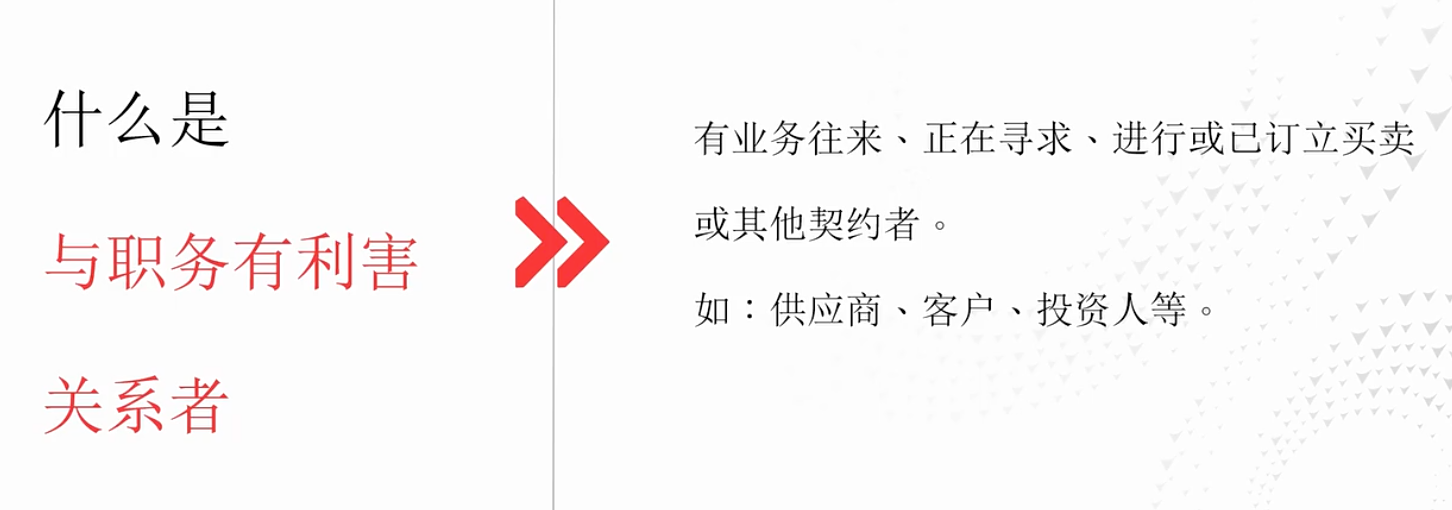 什么是
与职务有利害
关系者
有业务往来、正在寻求、进行或已订立买卖
或其他契约者。
如：供应商、客户、投资人等。